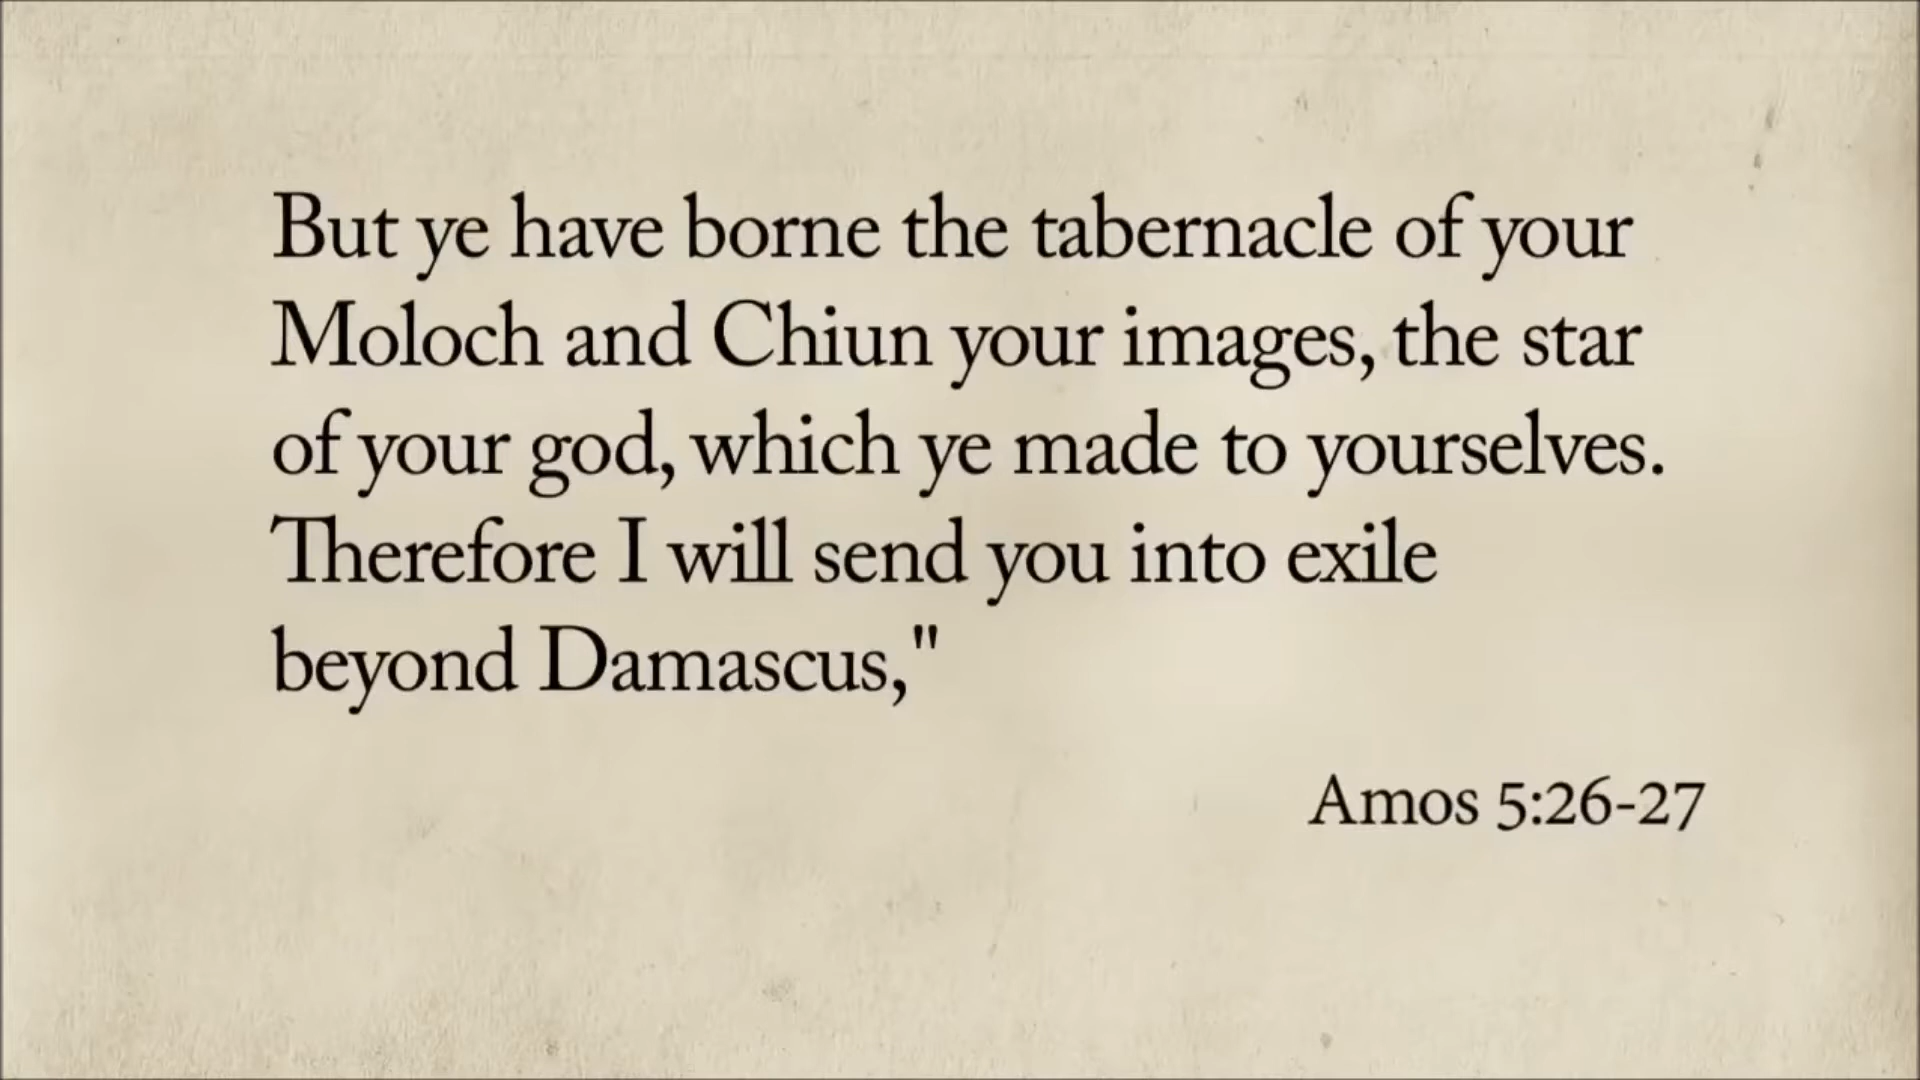 But ye have borne the tabernacle of your
Moloch and Chiun your images, the star
of your god, which ye made to yourselves.
Therefore I will send you into exile
beyond Damascus,"
Amos 5:26-27